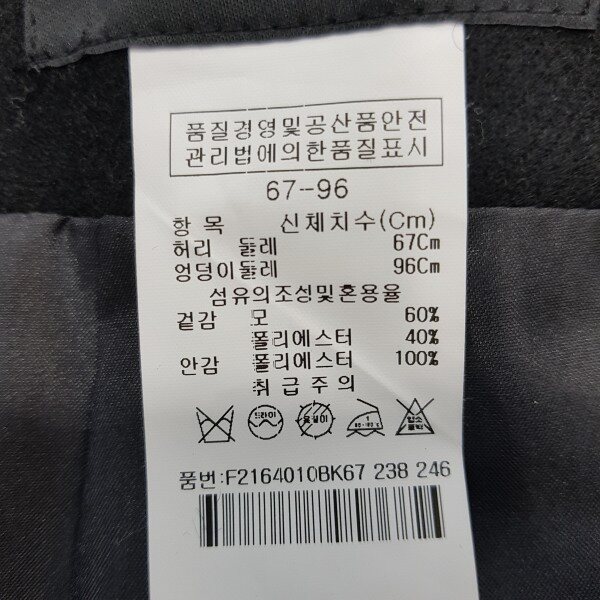 품질경영및공산품안전
관리법에의한품질표시
67-96
항 목 신체치수(Cm)
허리 둘레 67Cm
엉덩이둘레 96Cm
섬유의조성및혼용율
겉감 모 60%
폴리에스터 40%
안감 폴리에스터 100%
취급주의
드라이
품번:F2164010BK67 238 246